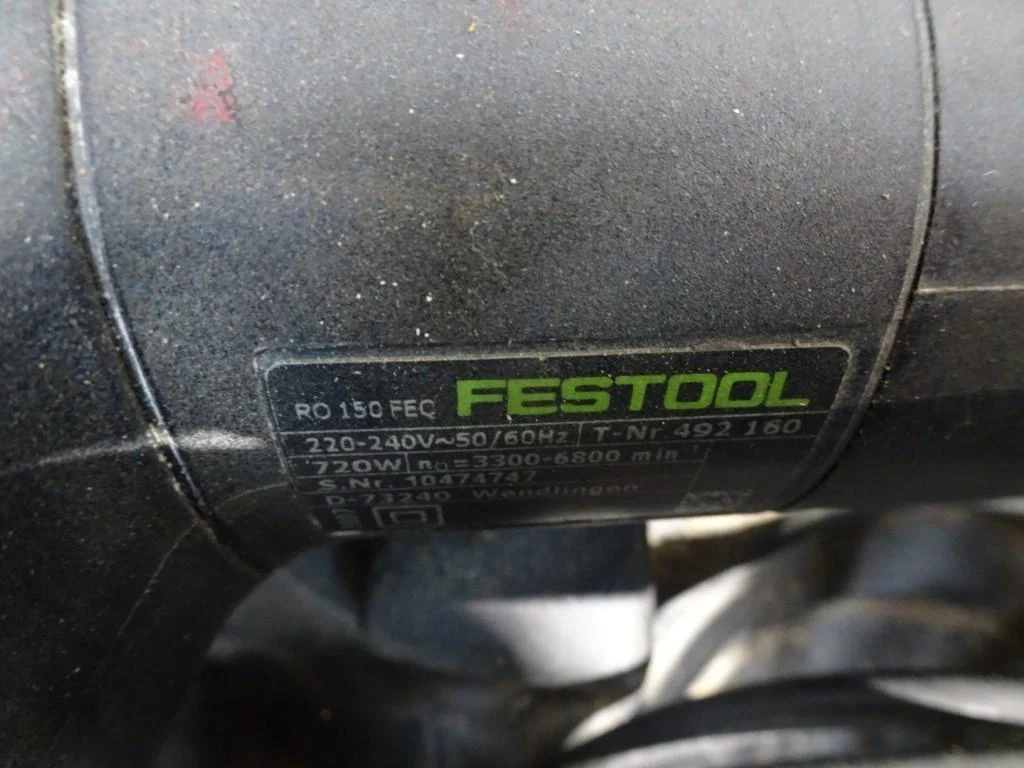 RO 150 FEQ FESTOOL
220-240V~50/60Hz T-Nr. 492 160
720W n₀ = 3300-6800 min⁻¹
S.Nr. 10474747
D-73240 Wendlingen